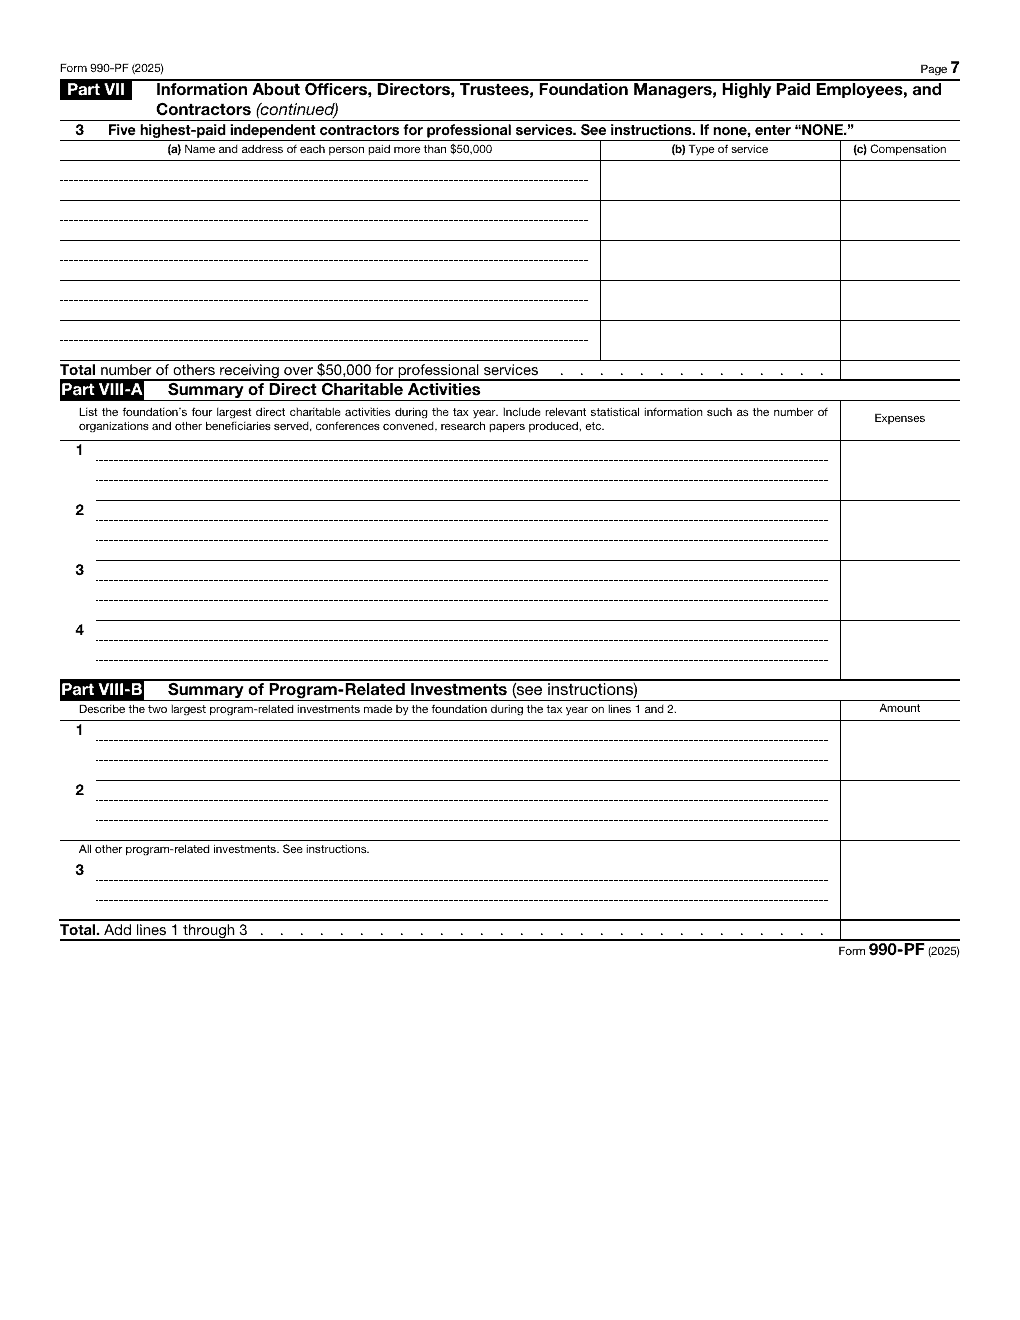 Form 990-PF (2025) Page 7
Part VII Information About Officers, Directors, Trustees, Foundation Managers, Highly Paid Employees, and
Contractors (continued)
3 Five highest-paid independent contractors for professional services. See instructions. If none, enter “NONE.”
(a) Name and address of each person paid more than $50,000 (b) Type of service (c) Compensation
Total number of others receiving over $50,000 for professional services . . . . . . . . . . . . . .
Part VIII-A Summary of Direct Charitable Activities
List the foundation’s four largest direct charitable activities during the tax year. Include relevant statistical information such as the number of
organizations and other beneficiaries served, conferences convened, research papers produced, etc.
Expenses
1
2
3
4
Part VIII-B Summary of Program-Related Investments (see instructions)
Describe the two largest program-related investments made by the foundation during the tax year on lines 1 and 2. Amount
1
2
All other program-related investments. See instructions.
3
Total. Add lines 1 through 3 . . . . . . . . . . . . . . . . . . . . . . . . . . . . .
Form 990-PF (2025)